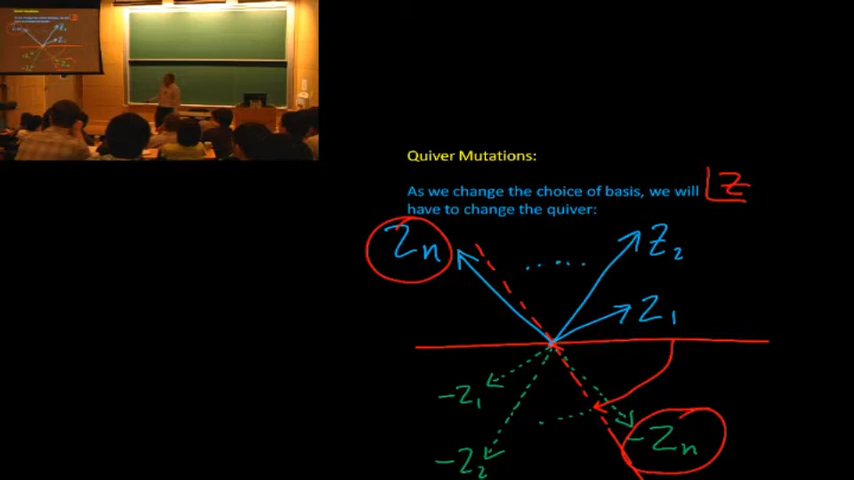 Quiver Mutations:
As we change the choice of basis, we will
have to change the quiver:
Z
Zn
Z2
Z1
-Z1
-Z2
-Zn